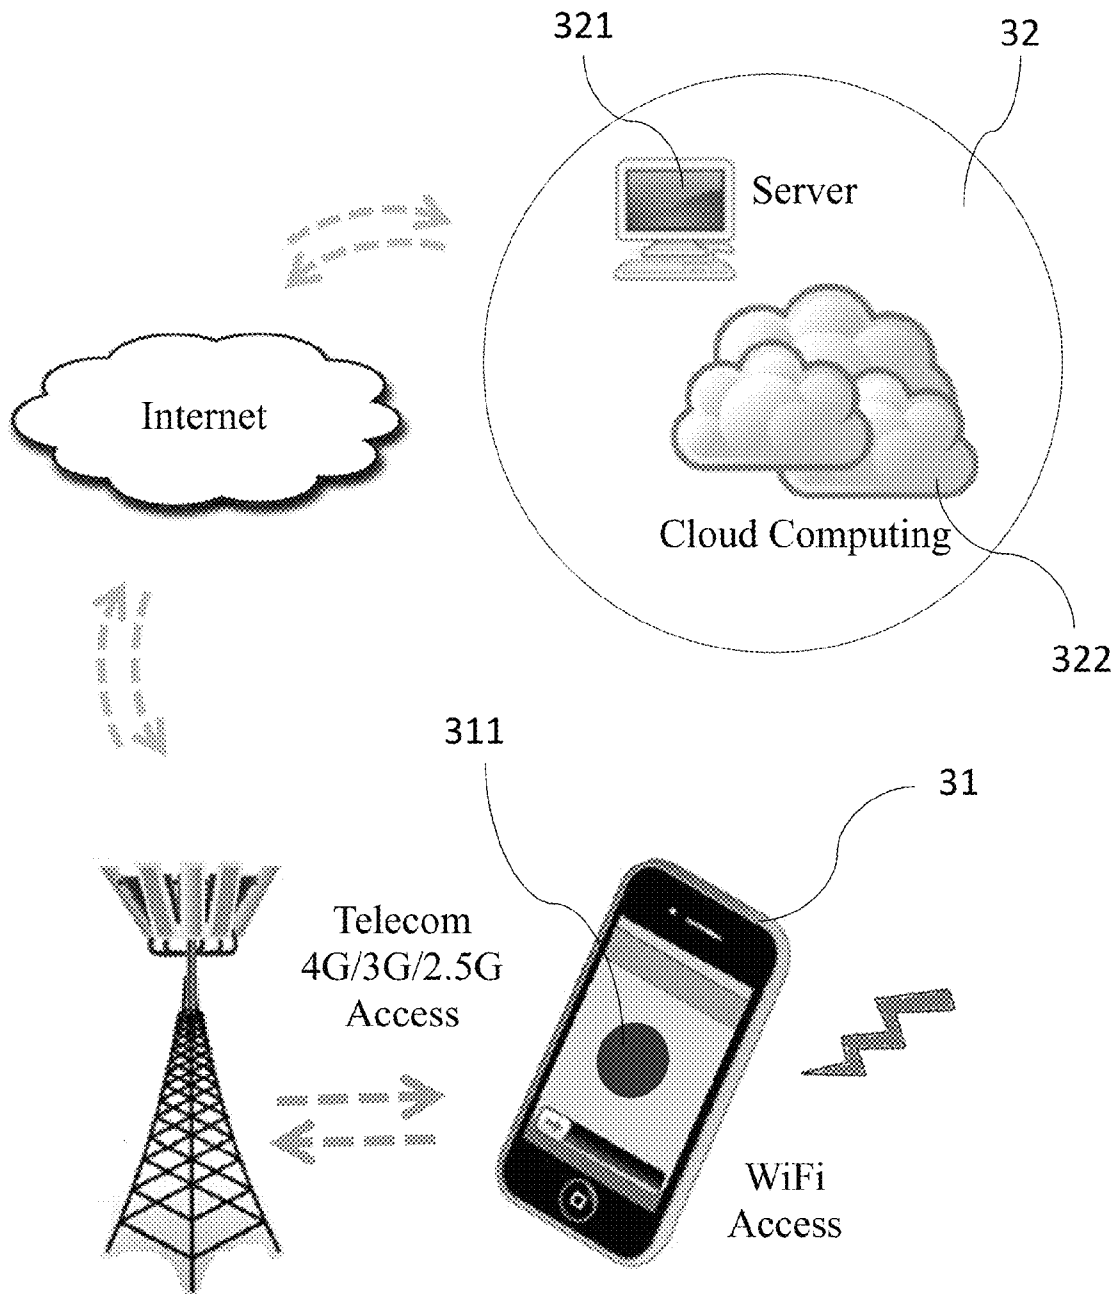 321
32
Server
Internet
Cloud Computing
322
311
31
Telecom
4G/3G/2.5G
Access
WiFi
Access